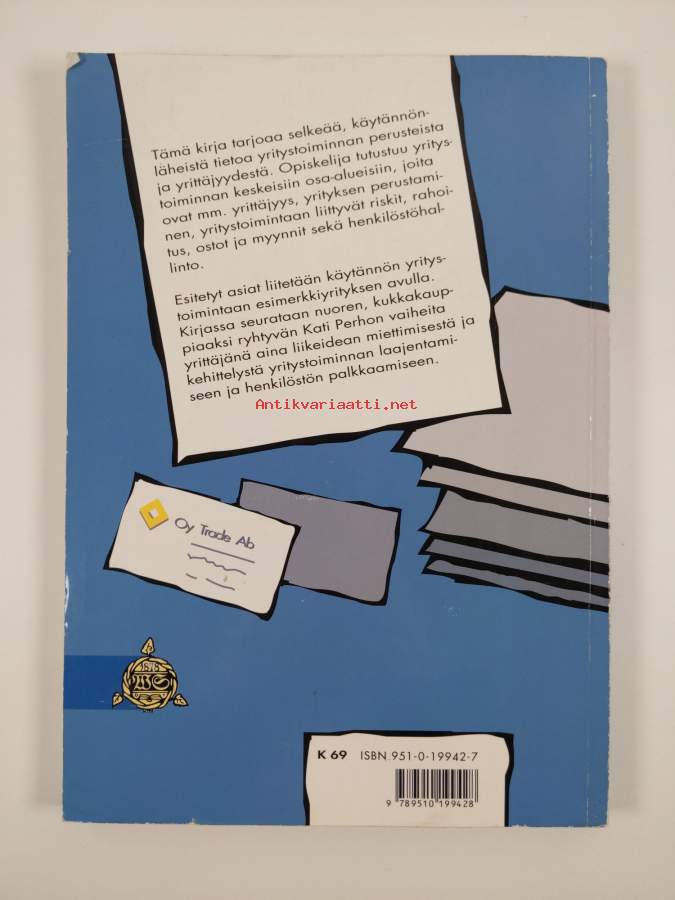 Tämä kirja tarjoaa selkeää, käytännön-
läheistä tietoa yritystoiminnan perusteista
ja yrittäjyydestä. Opiskelija tutustuu yritys-
toiminnan keskeisiin osa-alueisiin, joita
ovat mm. yrittäjyys, yrityksen perustami-
nen, yritystoimintaan liittyvät riskit, rahoi-
tus, ostot ja myynnit sekä henkilöstöhal-
linto.
Esitetyt asiat liitetään käytännön yritys-
toimintaan esimerkkiyrityksen avulla.
Kirjassa seurataan nuoren, kukkakaup-
piaaksi ryhtyvän Kati Perhon vaiheita
yrittäjänä aina liikeidean miettimisestä ja
kehittelystä yritystoiminnan laajentami-
seen ja henkilöstön palkkaamiseen.
Antikvariaatti.net
Oy Trade Ab
1878
WS
K 69 ISBN 951-0-19942-7
9 789510 199428